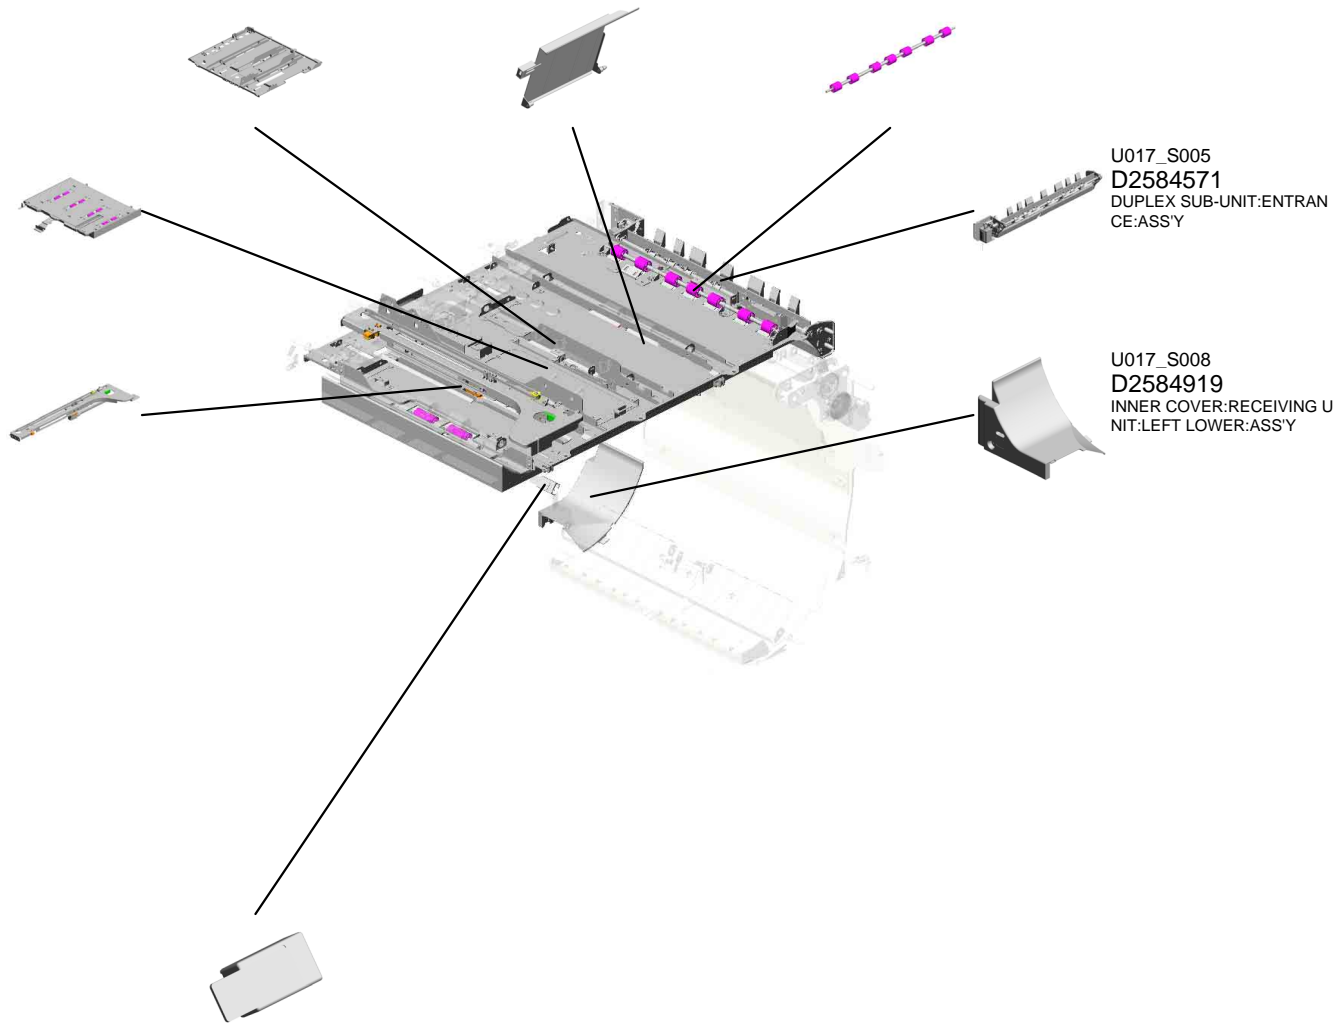 U017_S005
D2584571
DUPLEX SUB-UNIT:ENTRAN
CE:ASS'Y
U017_S008
D2584919
INNER COVER:RECEIVING U
NIT:LEFT LOWER:ASS'Y